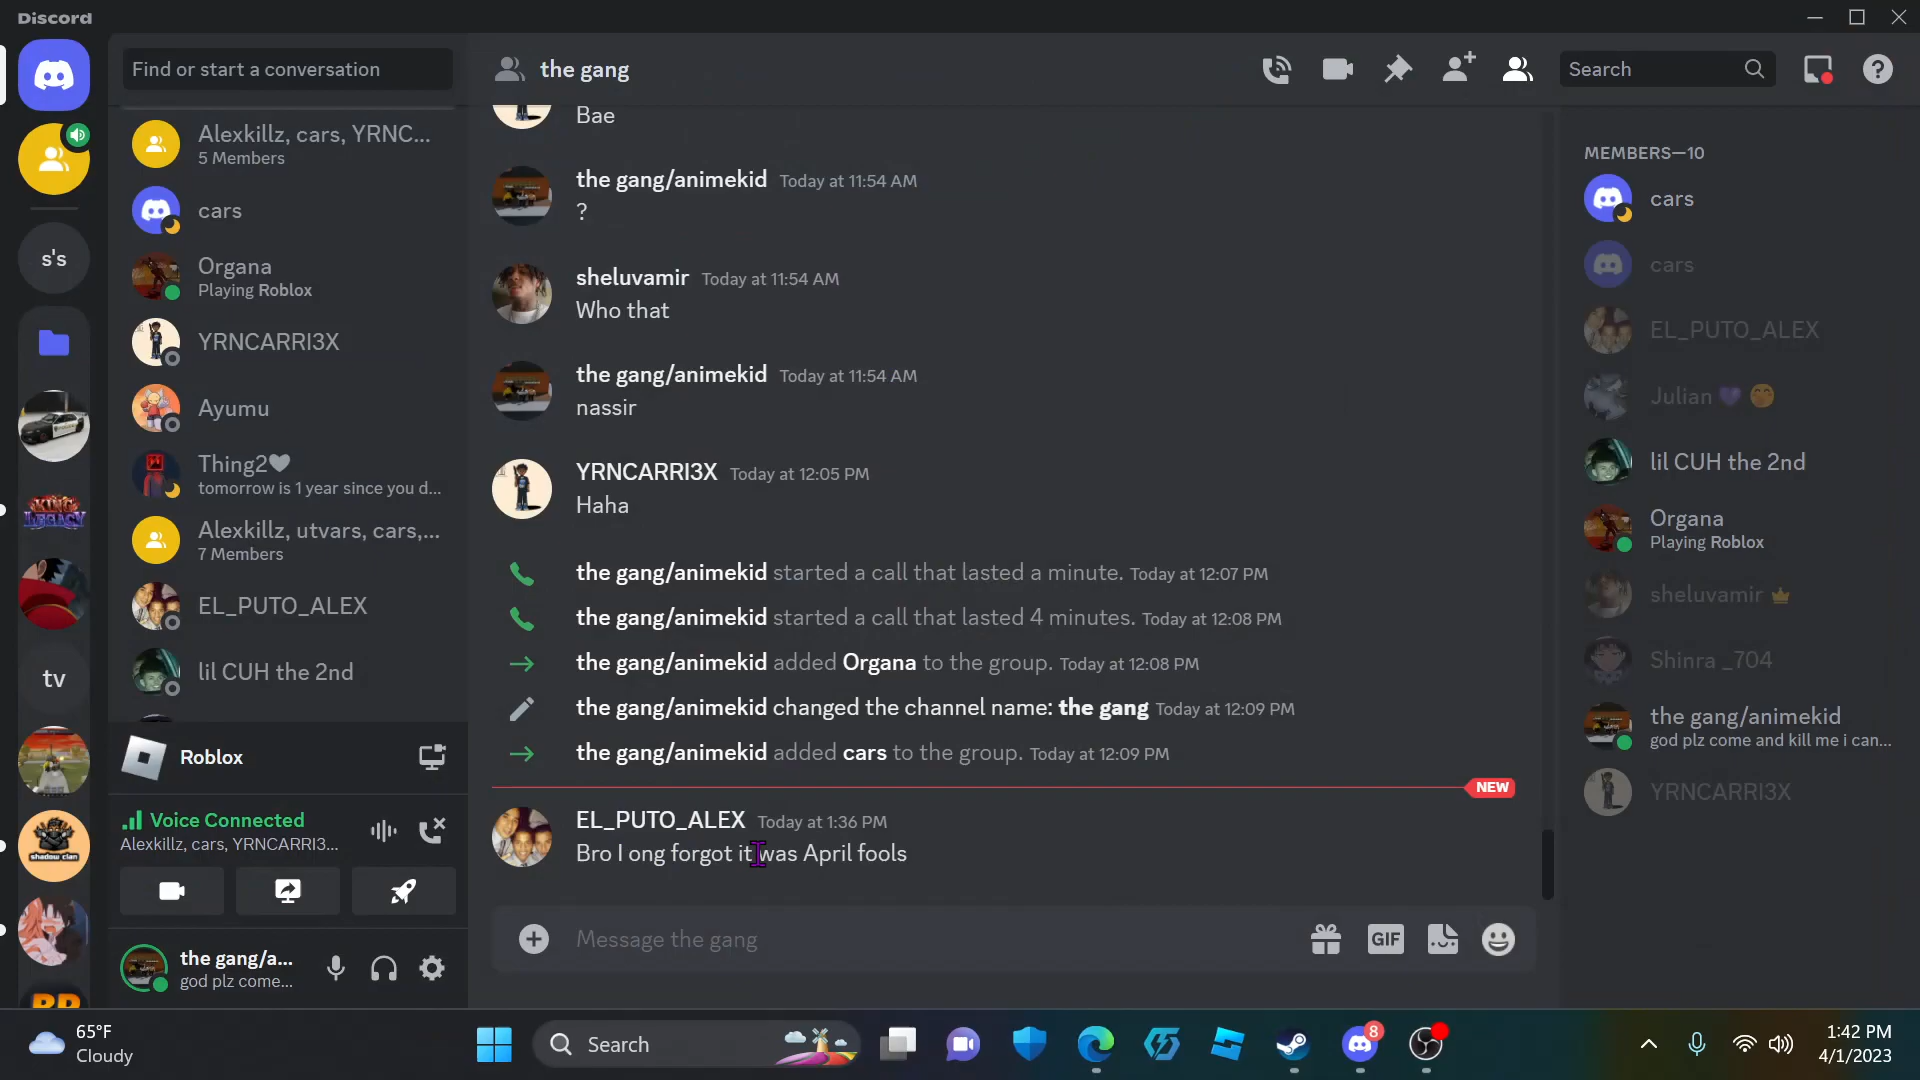 Discord
Find or start a conversation
the gang
Search
Alexkillz, cars, YRNC...
5 Members
cars
Organa
Playing Roblox
YRNCARRI3X
Ayumu
Thing2
tomorrow is 1 year since you d...
Alexkillz, utvars, cars,...
7 Members
EL_PUTO_ALEX
lil CUH the 2nd
s's
KING LEGACY
tv
shadow clan
Roblox
Voice Connected
Alexkillz, cars, YRNCARRI3...
the gang/a...
god plz come...
Bae
the gang/animekid Today at 11:54 AM
?
sheluvamir Today at 11:54 AM
Who that
the gang/animekid Today at 11:54 AM
nassir
YRNCARRI3X Today at 12:05 PM
Haha
the gang/animekid started a call that lasted a minute. Today at 12:07 PM
the gang/animekid started a call that lasted 4 minutes. Today at 12:08 PM
the gang/animekid added Organa to the group. Today at 12:08 PM
the gang/animekid changed the channel name: the gang Today at 12:09 PM
the gang/animekid added cars to the group. Today at 12:09 PM
NEW
EL_PUTO_ALEX Today at 1:36 PM
Bro I ong forgot it was April fools
Message the gang
GIF
MEMBERS—10
cars
cars
EL_PUTO_ALEX
Julian
lil CUH the 2nd
Organa
Playing Roblox
sheluvamir
Shinra _704
the gang/animekid
god plz come and kill me i can...
YRNCARRI3X
65°F
Cloudy
Search
8
1:42 PM
4/1/2023